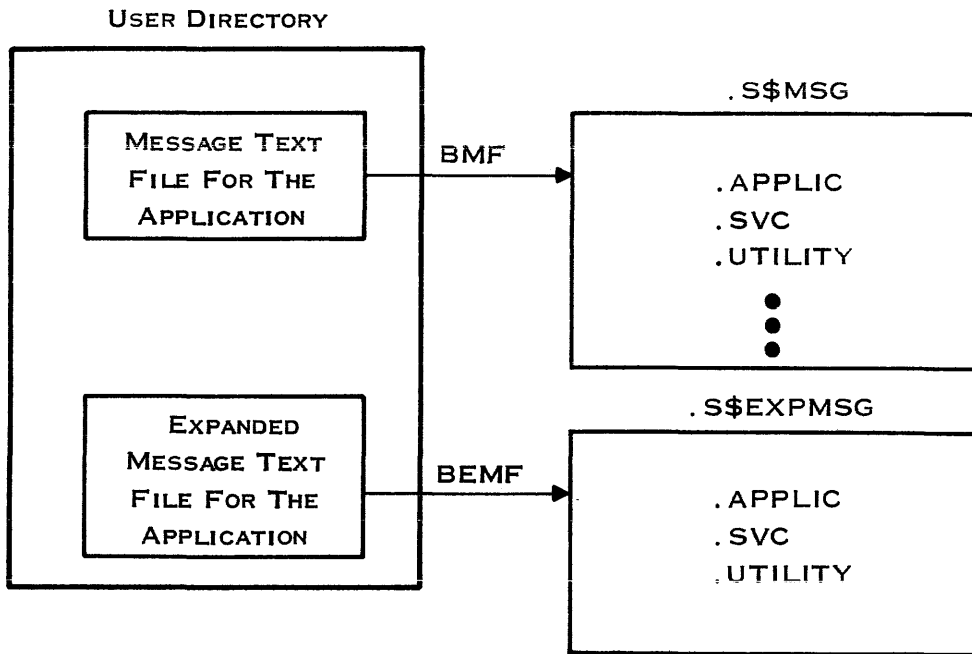 USER DIRECTORY
MESSAGE TEXT
FILE FOR THE
APPLICATION
BMF
.S$MSG
.APPLIC
.SVC
.UTILITY
EXPANDED
MESSAGE TEXT
FILE FOR THE
APPLICATION
BEMF
.S$EXPMSG
.APPLIC
.SVC
.UTILITY